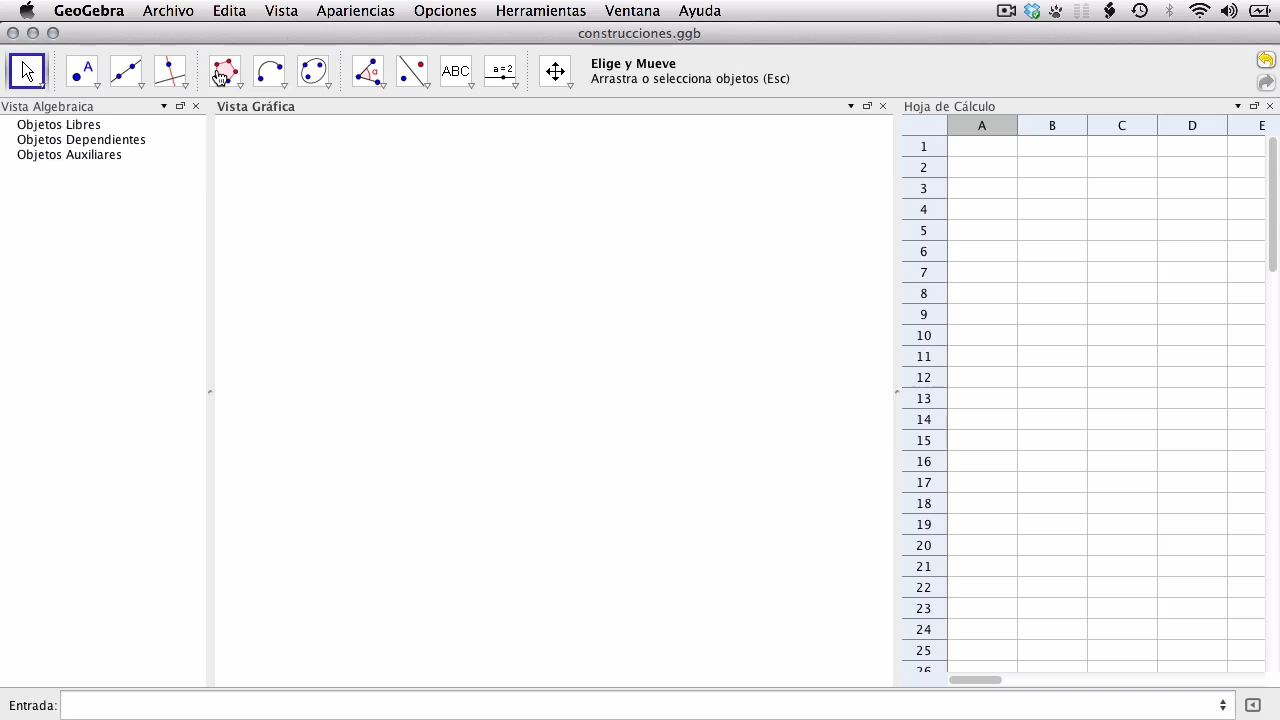 GeoGebra Archivo Edita Vista Apariencias Opciones Herramientas Ventana Ayuda
construcciones.ggb
A
α
ABC
a=2
Elige y Mueve
Arrastra o selecciona objetos (Esc)
Vista Algebraica
Objetos Libres
Objetos Dependientes
Objetos Auxiliares
Vista Gráfica
Hoja de Cálculo
A B C D E
1
2
3
4
5
6
7
8
9
10
11
12
13
14
15
16
17
18
19
20
21
22
23
24
25
26
Entrada: